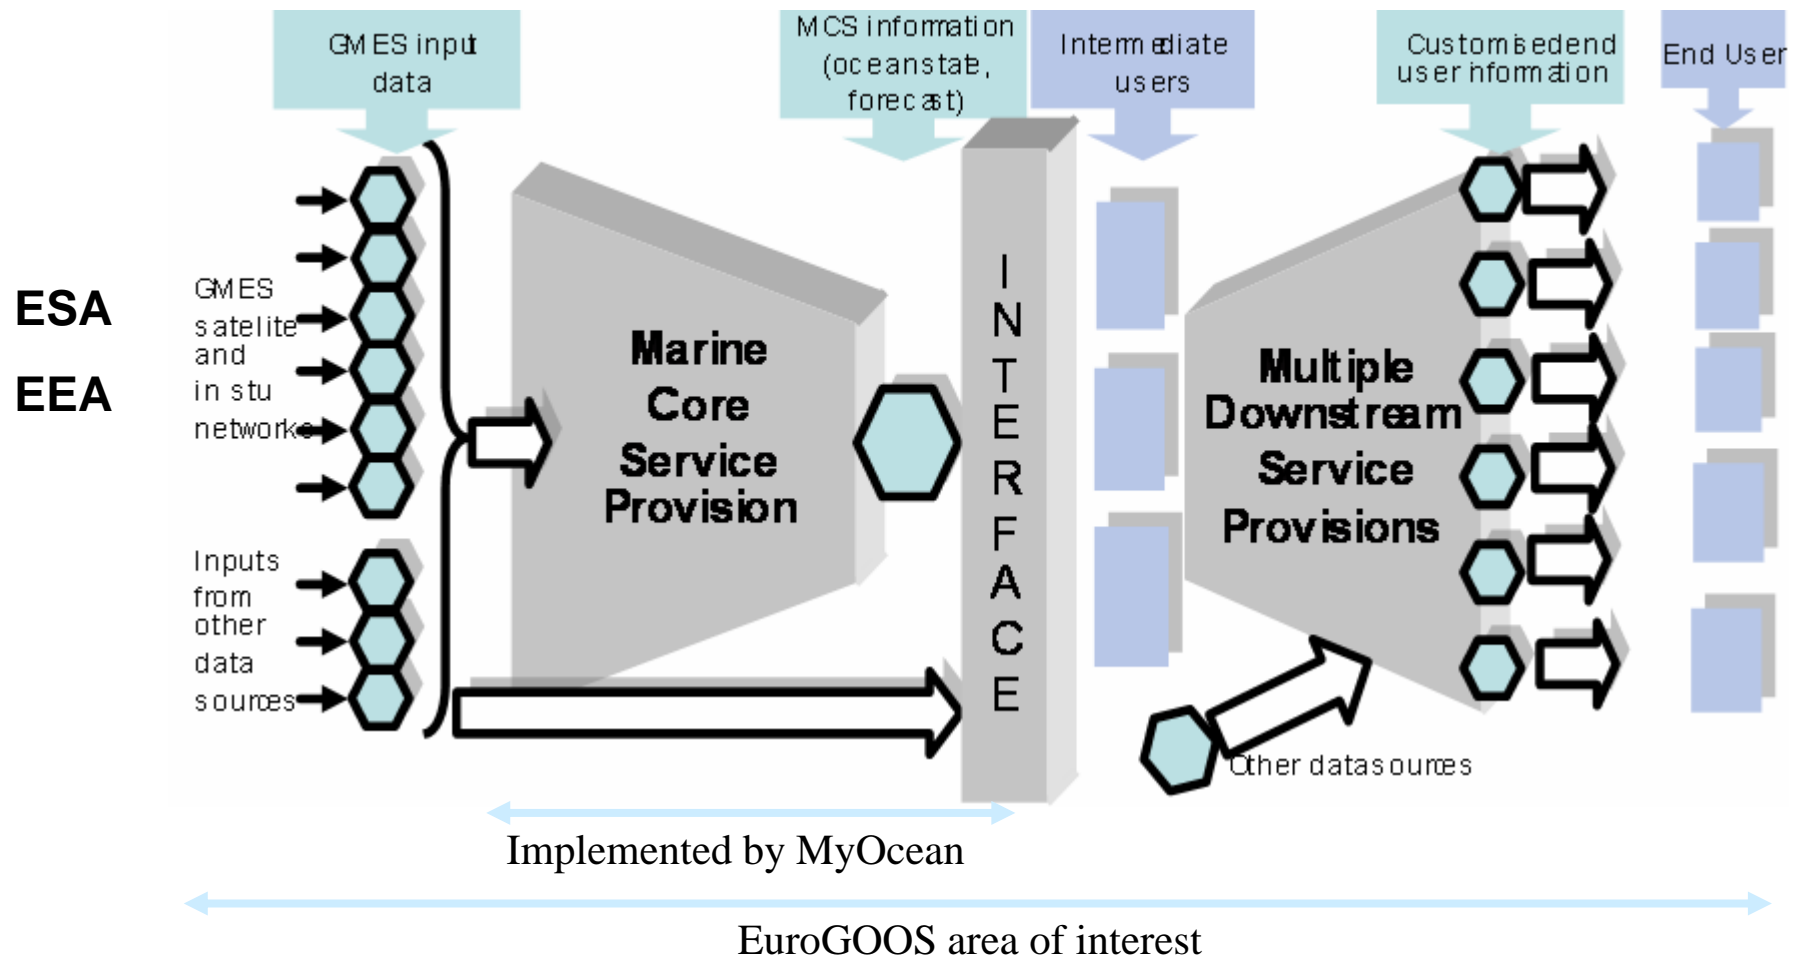 GMES input
data
MCS information
(ocean state,
forecast)
Intermediate
users
Customised end
user information
End User
ESA
EEA
GMES
satelite
and
in stu
networks
Inputs
from
other
data
sources
Marine
Core
Service
Provision
I
N
T
E
R
F
A
C
E
Multiple
Downstream
Service
Provisions
Other data sources
Implemented by MyOcean
EuroGOOS area of interest